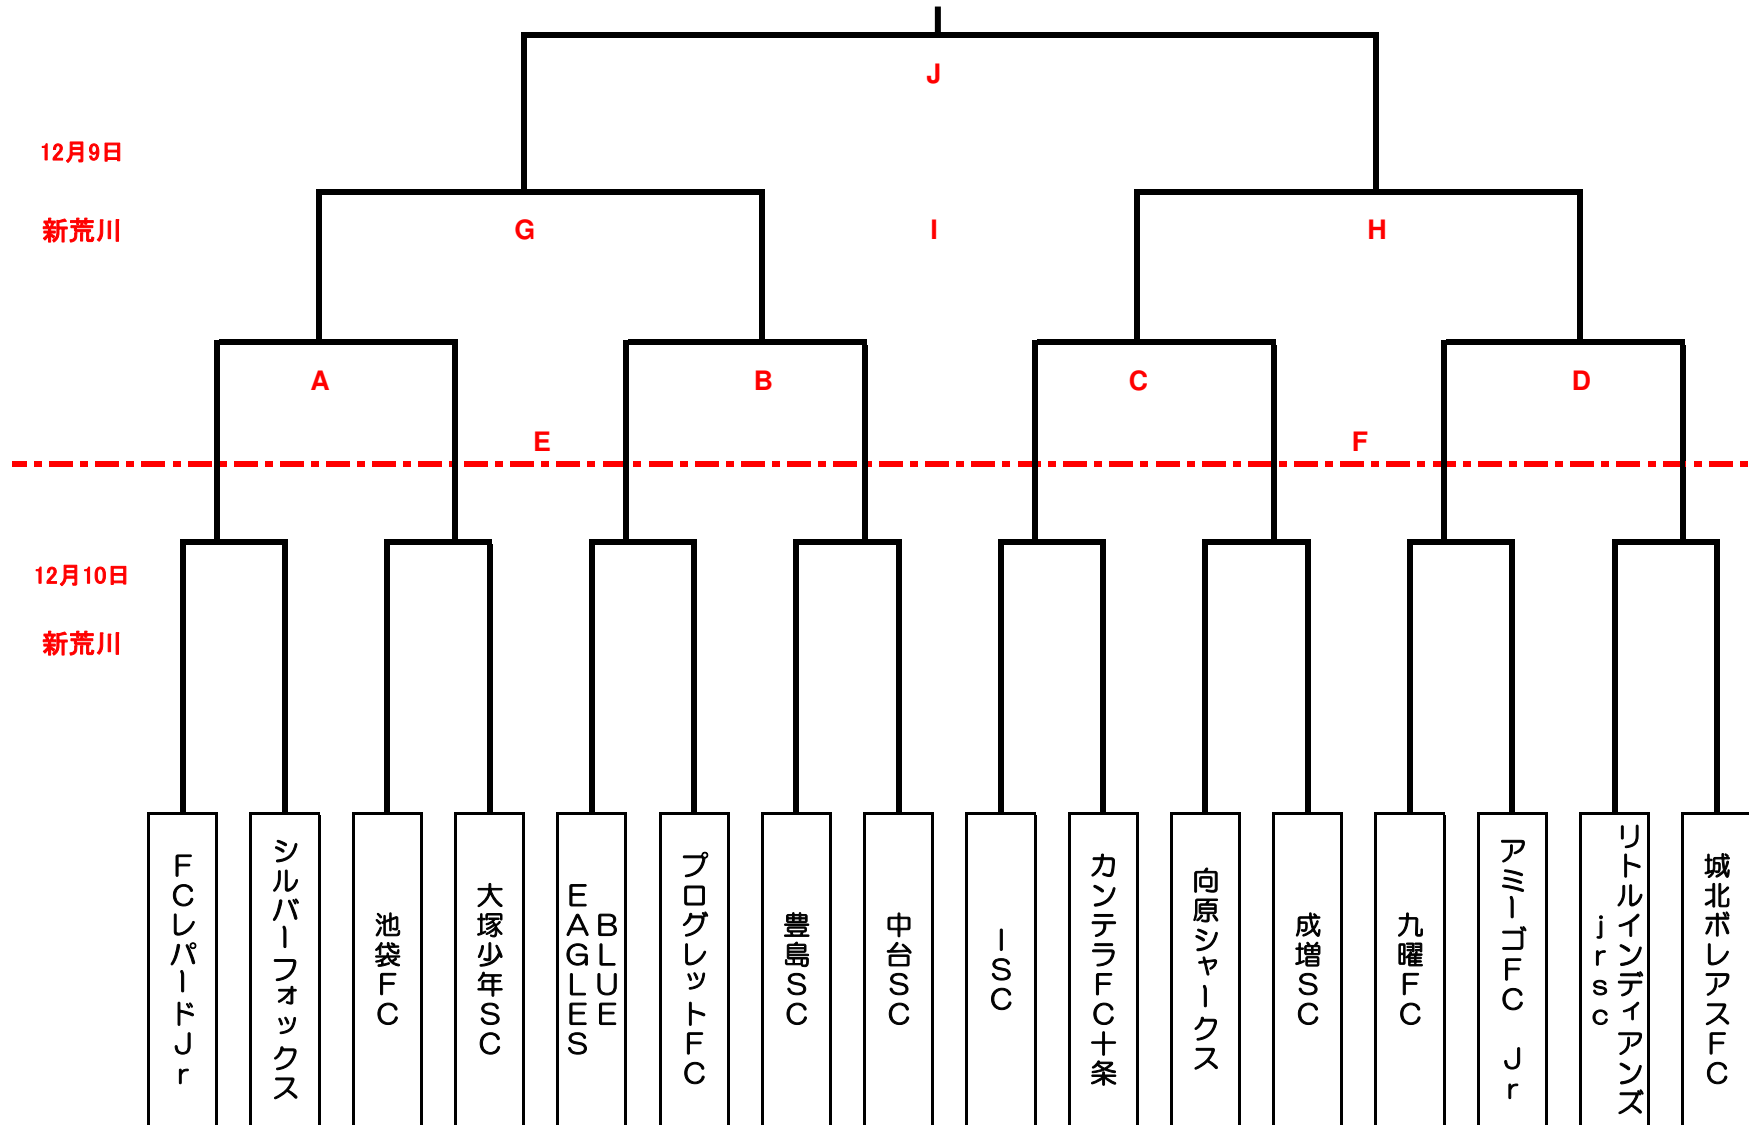 J
12月9日
新荒川
G
I
H
A
B
C
D
E
F
12月10日
新荒川
FCレパードJr
シルバーフォックス
池袋FC
大塚少年SC
BLUE
EAGLES
プログレットFC
豊島SC
中台SC
ISC
カンテラFC十条
向原シャークス
成増SC
九曜FC
アミーゴFC Jr
リトルインディアンズ
jrsc
城北ボレアスFC